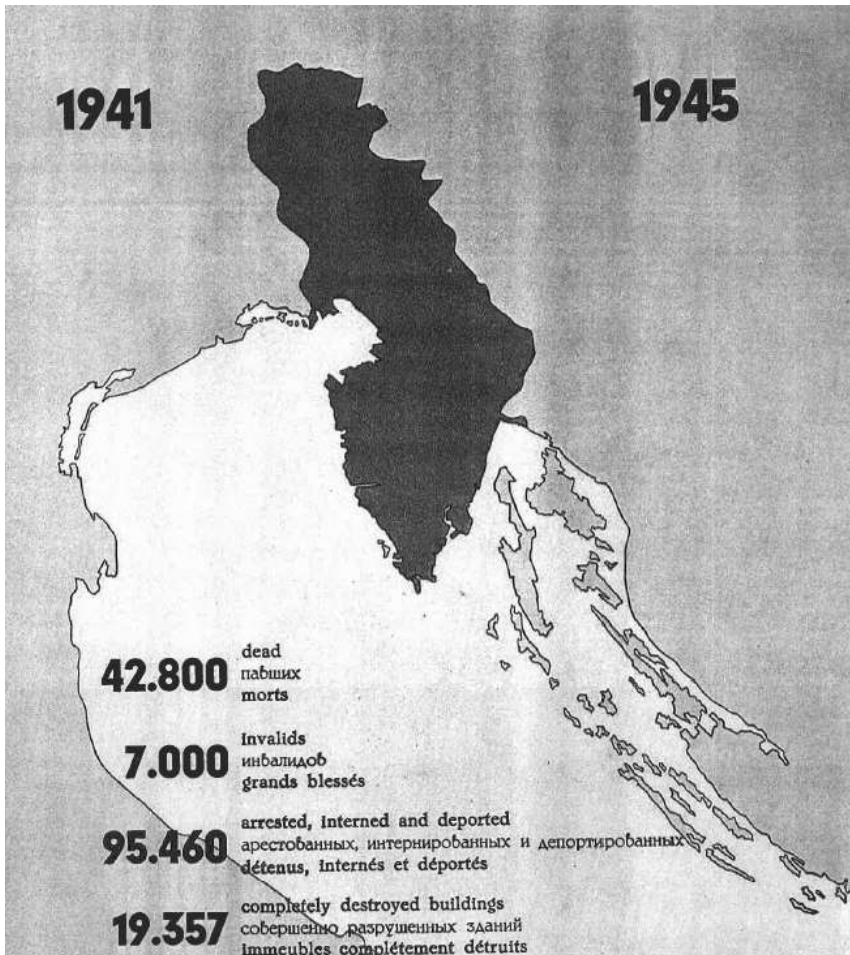 1941
1945
42.800
dead
павших
morts
7.000
Invalids
инвалидов
grands blessés
95.460
arrested, interned and deported
арестованных, интернированных и депортированных
détenus, internés et déportés
19.357
completely destroyed buildings
совершенно разрушенных зданий
immeubles complétement détruits